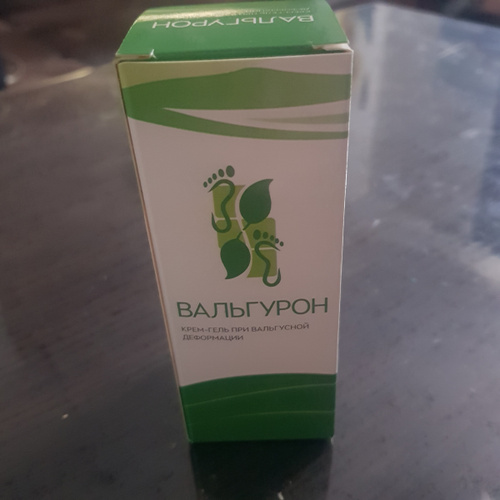 ВАЛЬГУРОН
ВАЛЬГУРОН
КРЕМ-ГЕЛЬ ПРИ ВАЛЬГУСНОЙ
ДЕФОРМАЦИИ